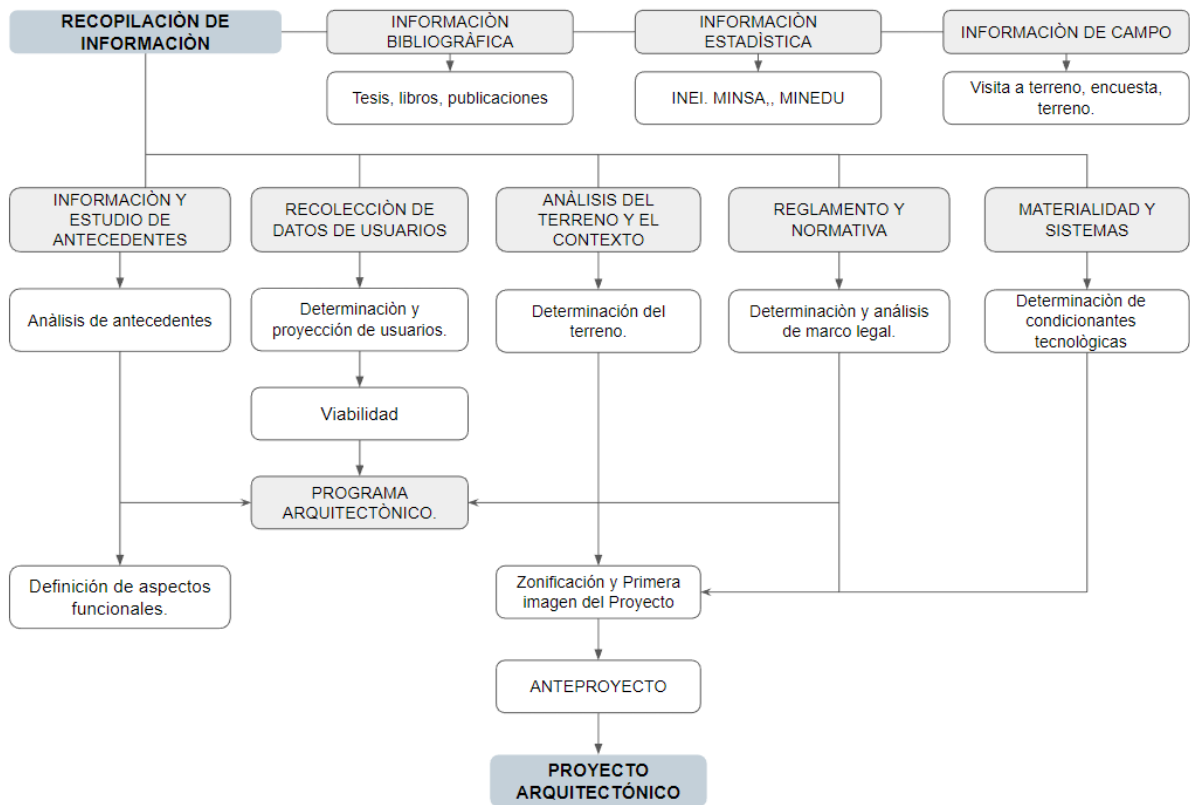 RECOPILACIÒN DE
INFORMACIÒN
INFORMACIÒN
BIBLIOGRÀFICA
INFORMACIÒN
ESTADÌSTICA
INFORMACIÒN DE CAMPO
Tesis, libros, publicaciones
INEI. MINSA,, MINEDU
Visita a terreno, encuesta,
terreno.
INFORMACIÒN Y
ESTUDIO DE
ANTECEDENTES
RECOLECCIÒN DE
DATOS DE USUARIOS
ANÀLISIS DEL
TERRENO Y EL
CONTEXTO
REGLAMENTO Y
NORMATIVA
MATERIALIDAD Y
SISTEMAS
Anàlisis de antecedentes
Determinaciòn y
proyección de usuarios.
Determinación del
terreno.
Determinaciòn y análisis
de marco legal.
Determinaciòn de
condicionantes
tecnològicas
Viabilidad
PROGRAMA
ARQUITECTÒNICO.
Definición de aspectos
funcionales.
Zonificación y Primera
imagen del Proyecto
ANTEPROYECTO
PROYECTO
ARQUITECTÓNICO